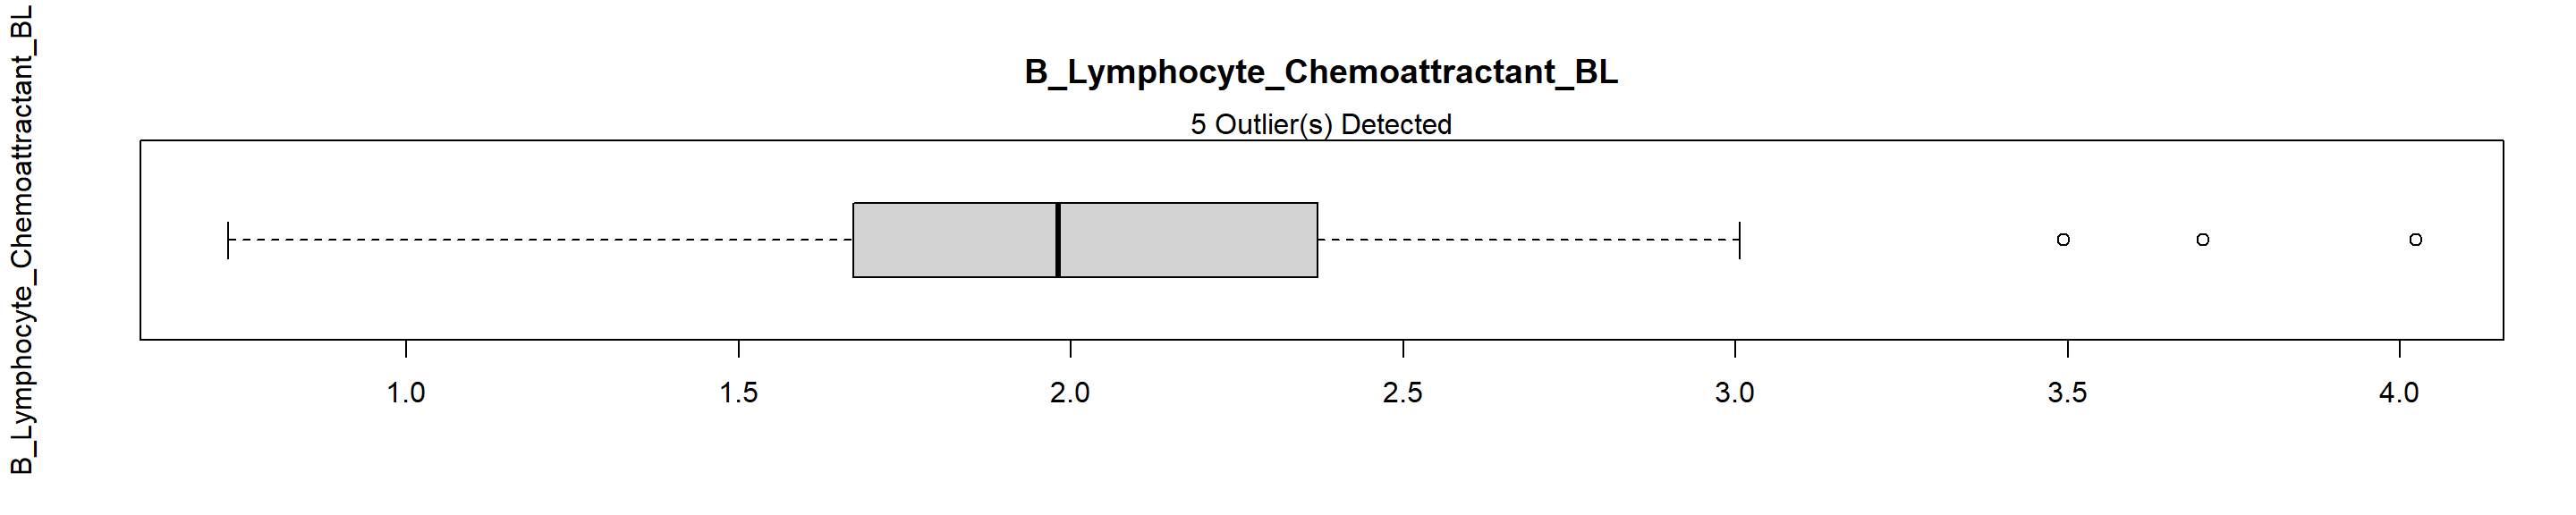 B_Lymphocyte_Chemoattractant_BL
5 Outlier(s) Detected
B_Lymphocyte_Chemoattractant_BL
1.0 1.5 2.0 2.5 3.0 3.5 4.0